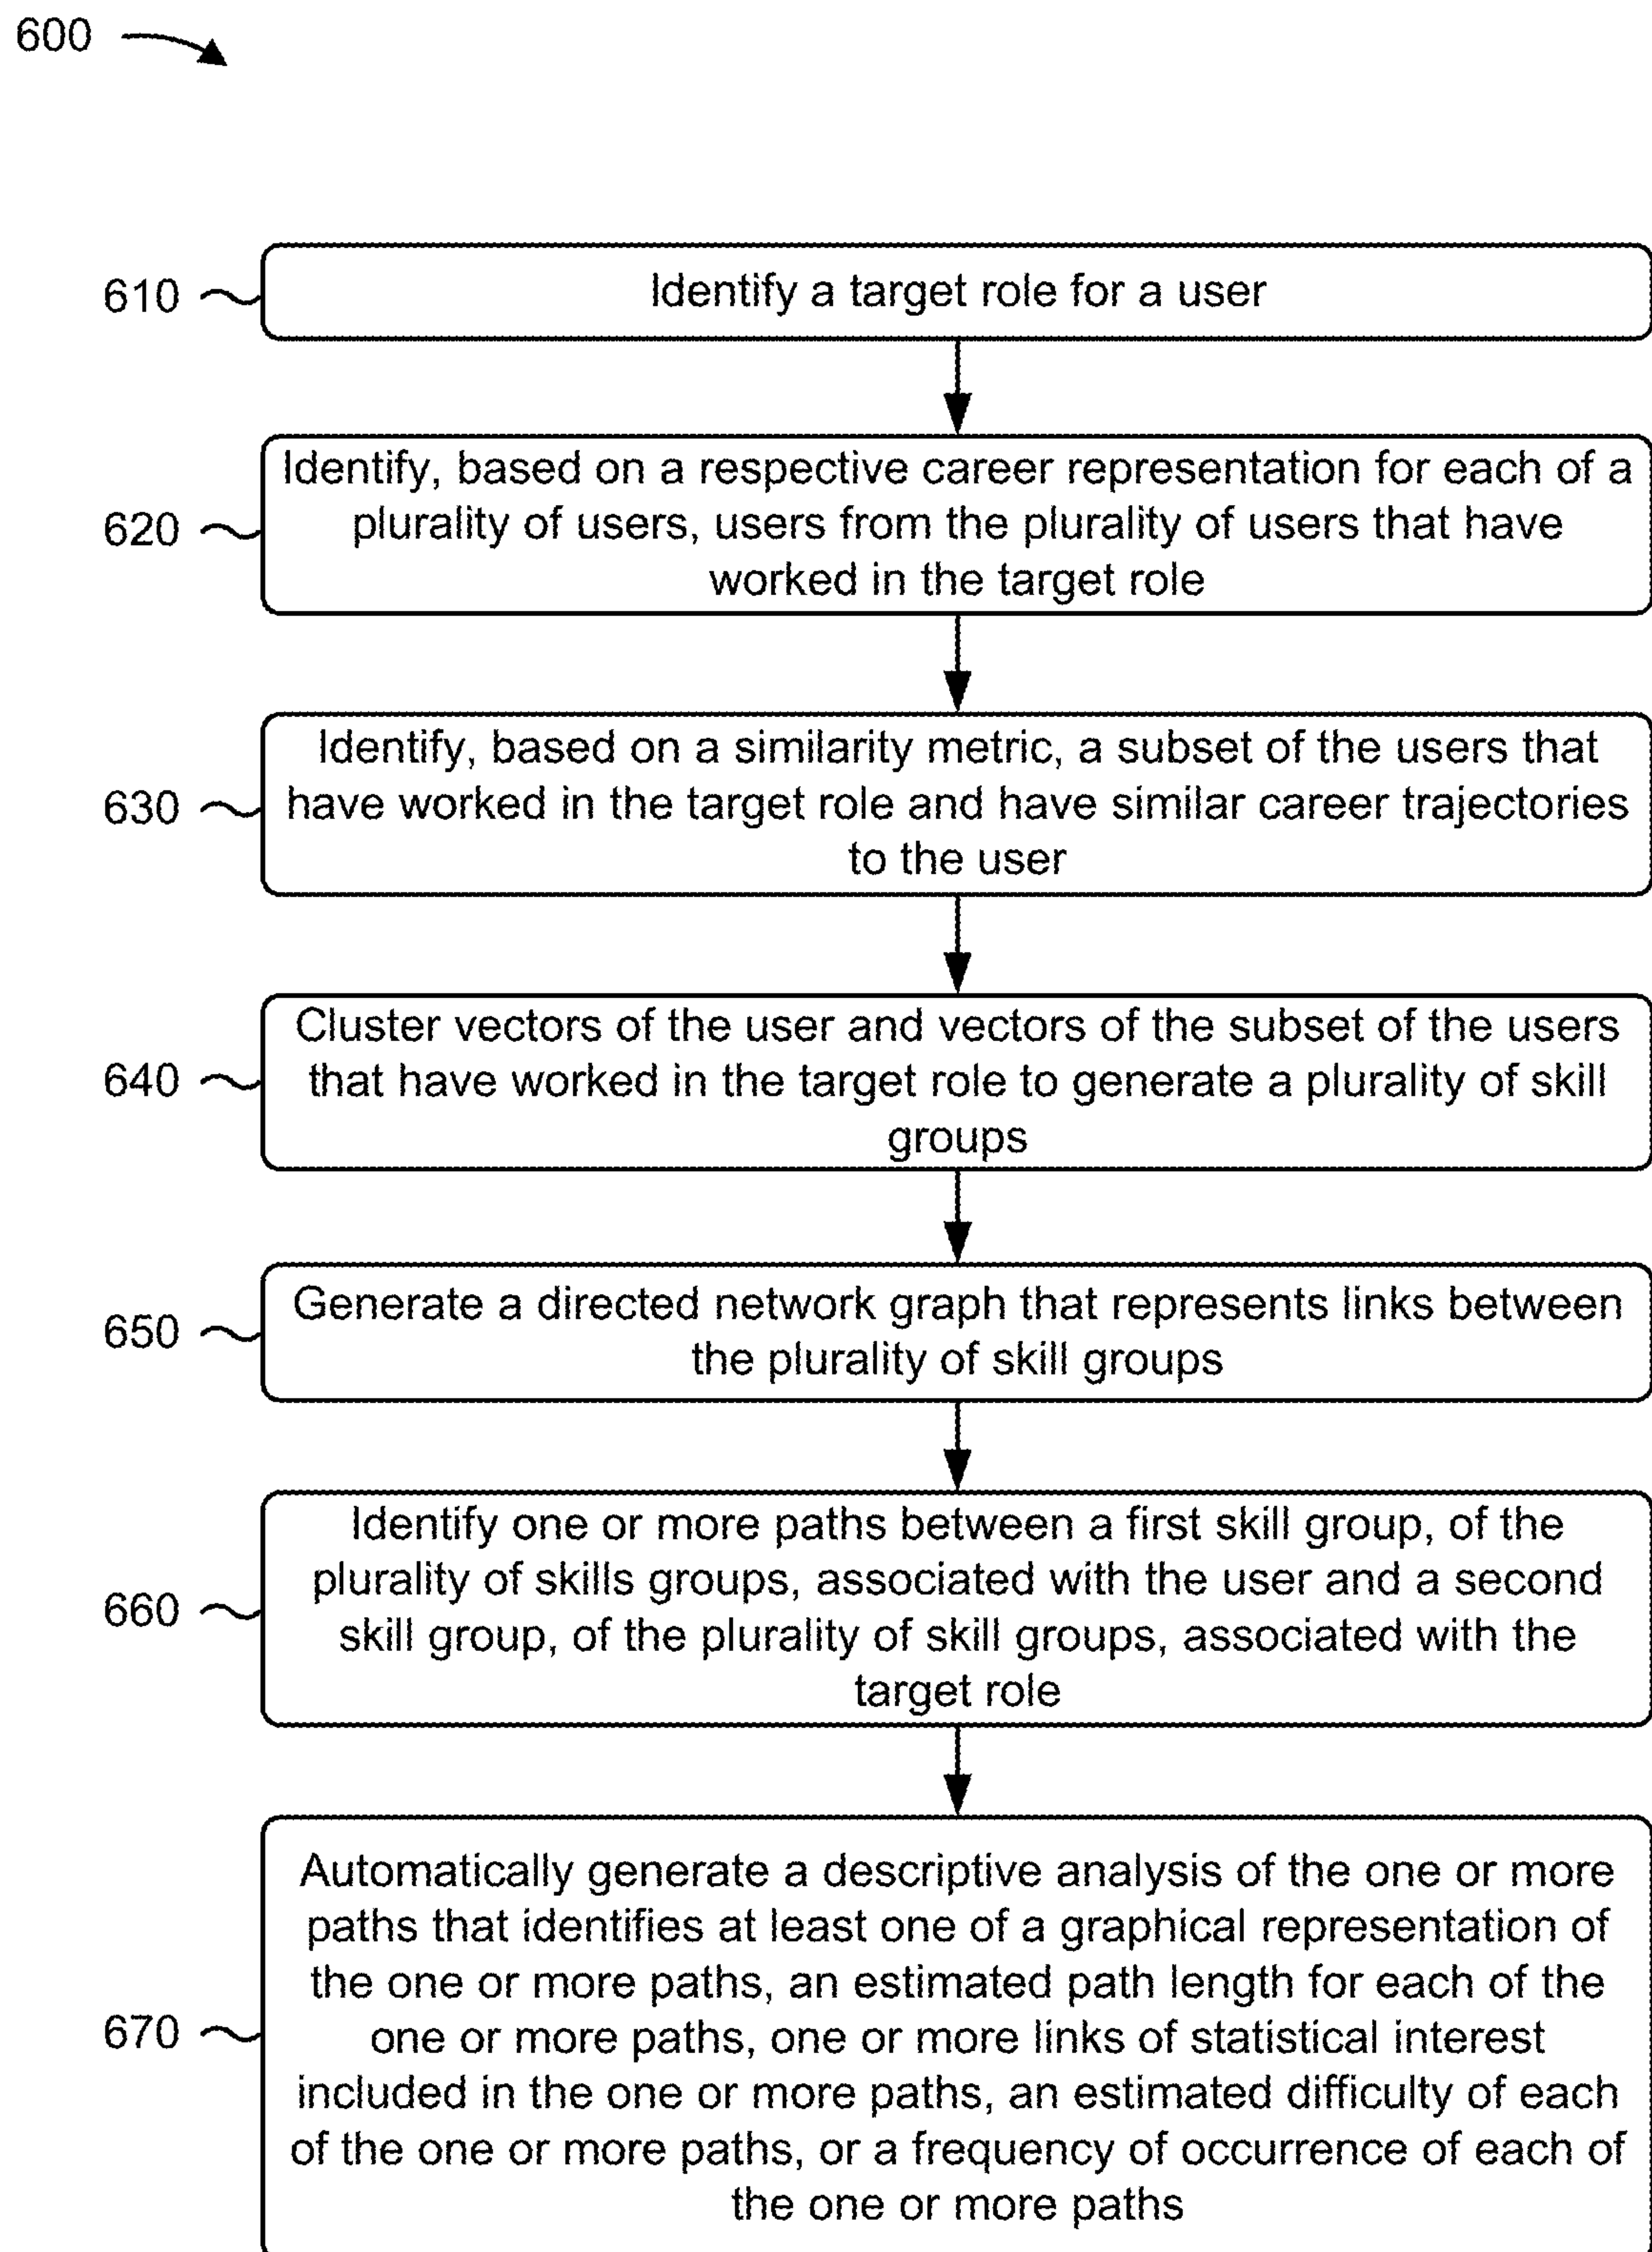 600
610
Identify a target role for a user
620
Identify, based on a respective career representation for each of a
plurality of users, users from the plurality of users that have
worked in the target role
630
Identify, based on a similarity metric, a subset of the users that
have worked in the target role and have similar career trajectories
to the user
640
Cluster vectors of the user and vectors of the subset of the users
that have worked in the target role to generate a plurality of skill
groups
650
Generate a directed network graph that represents links between
the plurality of skill groups
660
Identify one or more paths between a first skill group, of the
plurality of skills groups, associated with the user and a second
skill group, of the plurality of skill groups, associated with the
target role
670
Automatically generate a descriptive analysis of the one or more
paths that identifies at least one of a graphical representation of
the one or more paths, an estimated path length for each of the
one or more paths, one or more links of statistical interest
included in the one or more paths, an estimated difficulty of each
of the one or more paths, or a frequency of occurrence of each of
the one or more paths